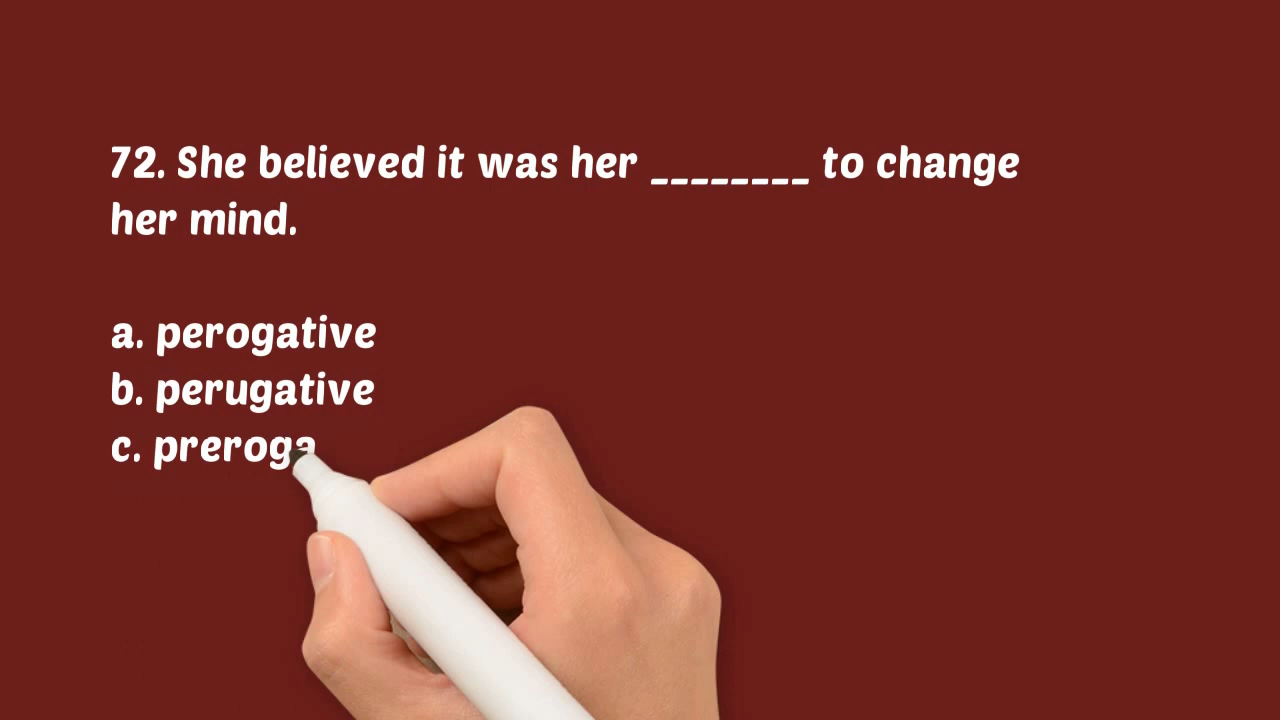 72. She believed it was her ________ to change
her mind.
a. perogative
b. perugative
c. preroga